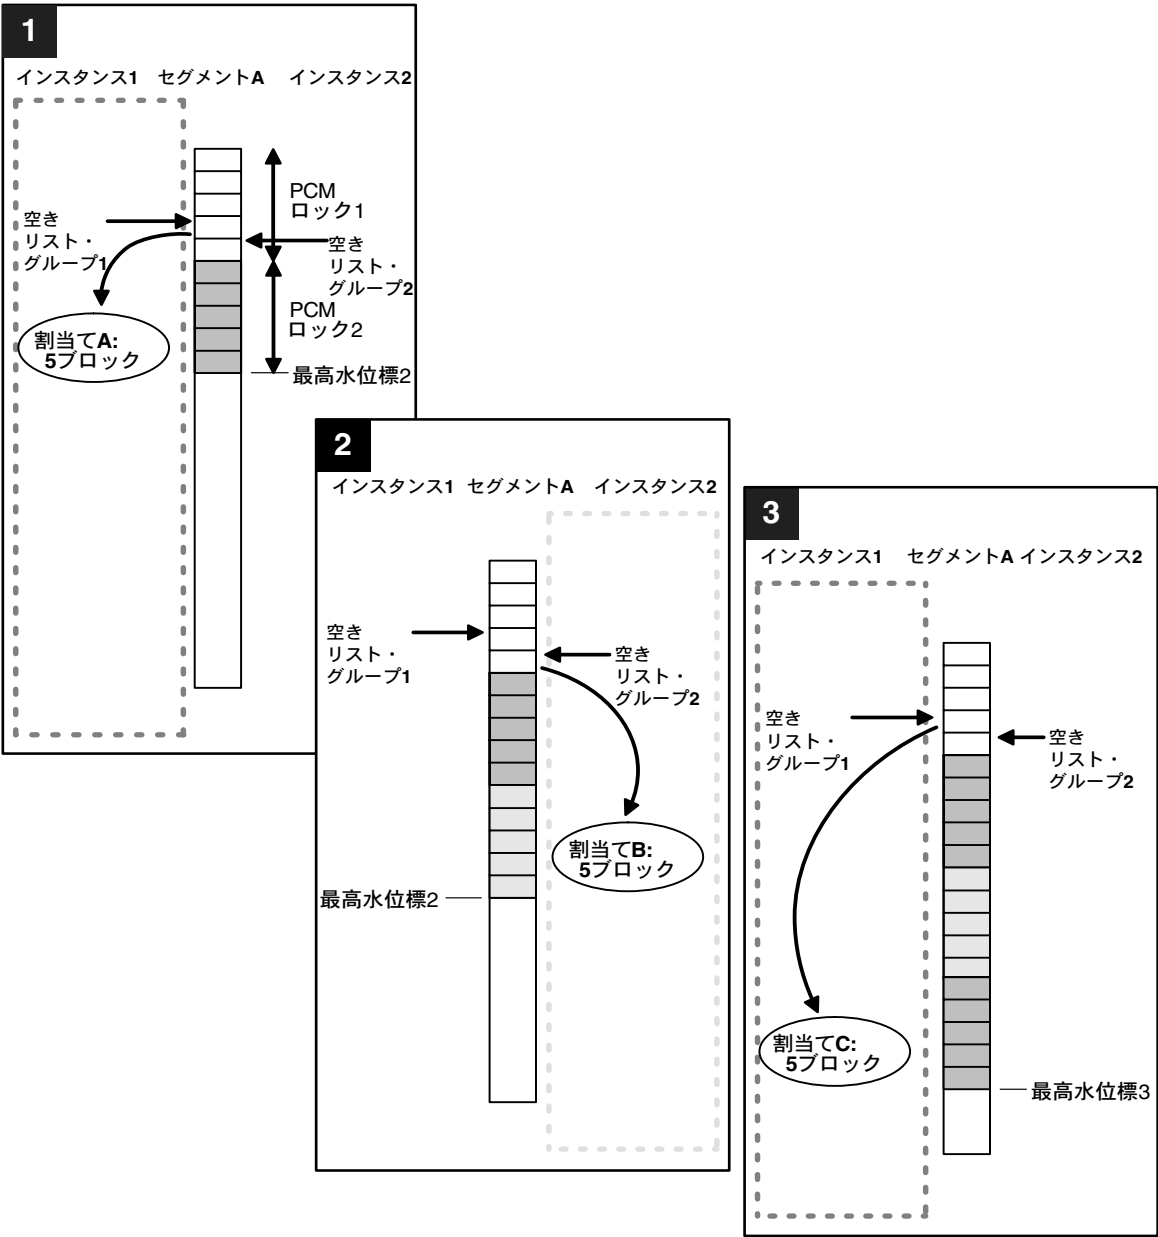 1
インスタンス1 セグメントA インスタンス2
PCM
ロック1
空き
リスト・
グループ1
空き
リスト・
グループ2
PCM
ロック2
割当てA:
5ブロック
最高水位標2
2
インスタンス1 セグメントA インスタンス2
空き
リスト・
グループ1
空き
リスト・
グループ2
割当てB:
5ブロック
最高水位標2
3
インスタンス1 セグメントA インスタンス2
空き
リスト・
グループ1
空き
リスト・
グループ2
割当てC:
5ブロック
最高水位標3